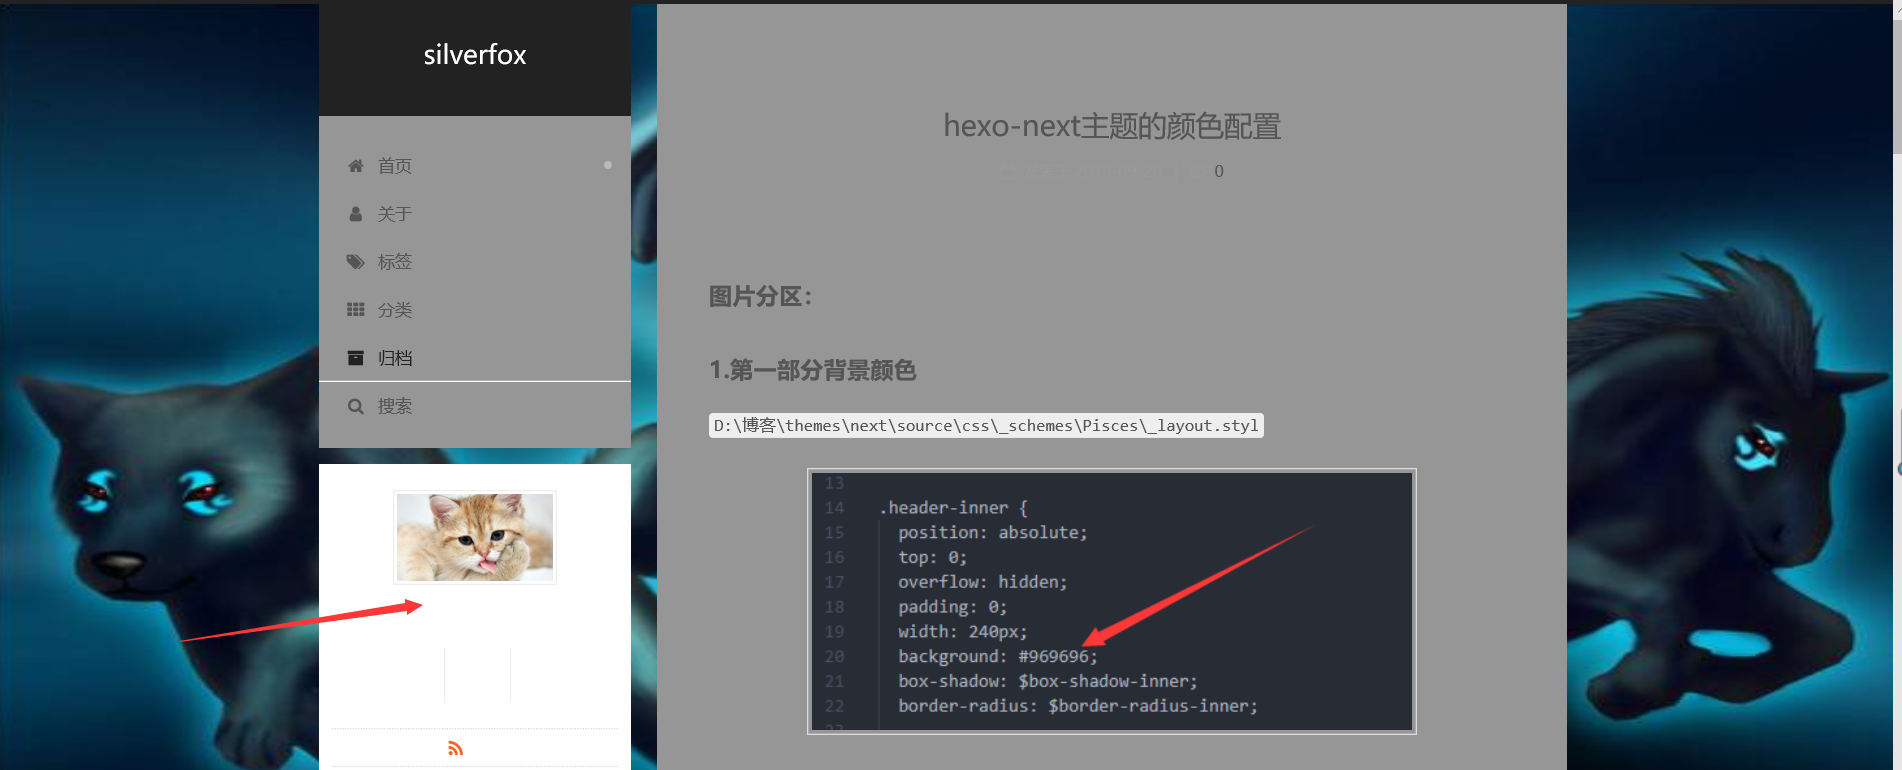 silverfox
首页
关于
标签
分类
归档
搜索
hexo-next主题的颜色配置
0
图片分区：
1.第一部分背景颜色
D:\博客\themes\next\source\css\_schemes\Pisces\_layout.styl
13
14 .header-inner {
15 position: absolute;
16 top: 0;
17 overflow: hidden;
18 padding: 0;
19 width: 240px;
20 background: #969696;
21 box-shadow: $box-shadow-inner;
22 border-radius: $border-radius-inner;